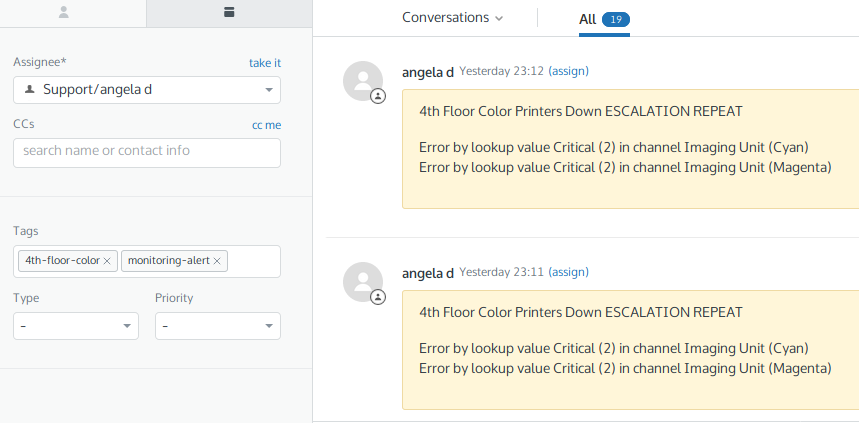 Assignee* take it
Support/angela d
CCs cc me
search name or contact info
Tags
4th-floor-color × monitoring-alert ×
Type Priority
- -
Conversations All 19
angela d Yesterday 23:12 (assign)
4th Floor Color Printers Down ESCALATION REPEAT
Error by lookup value Critical (2) in channel Imaging Unit (Cyan)
Error by lookup value Critical (2) in channel Imaging Unit (Magenta)
angela d Yesterday 23:11 (assign)
4th Floor Color Printers Down ESCALATION REPEAT
Error by lookup value Critical (2) in channel Imaging Unit (Cyan)
Error by lookup value Critical (2) in channel Imaging Unit (Magenta)